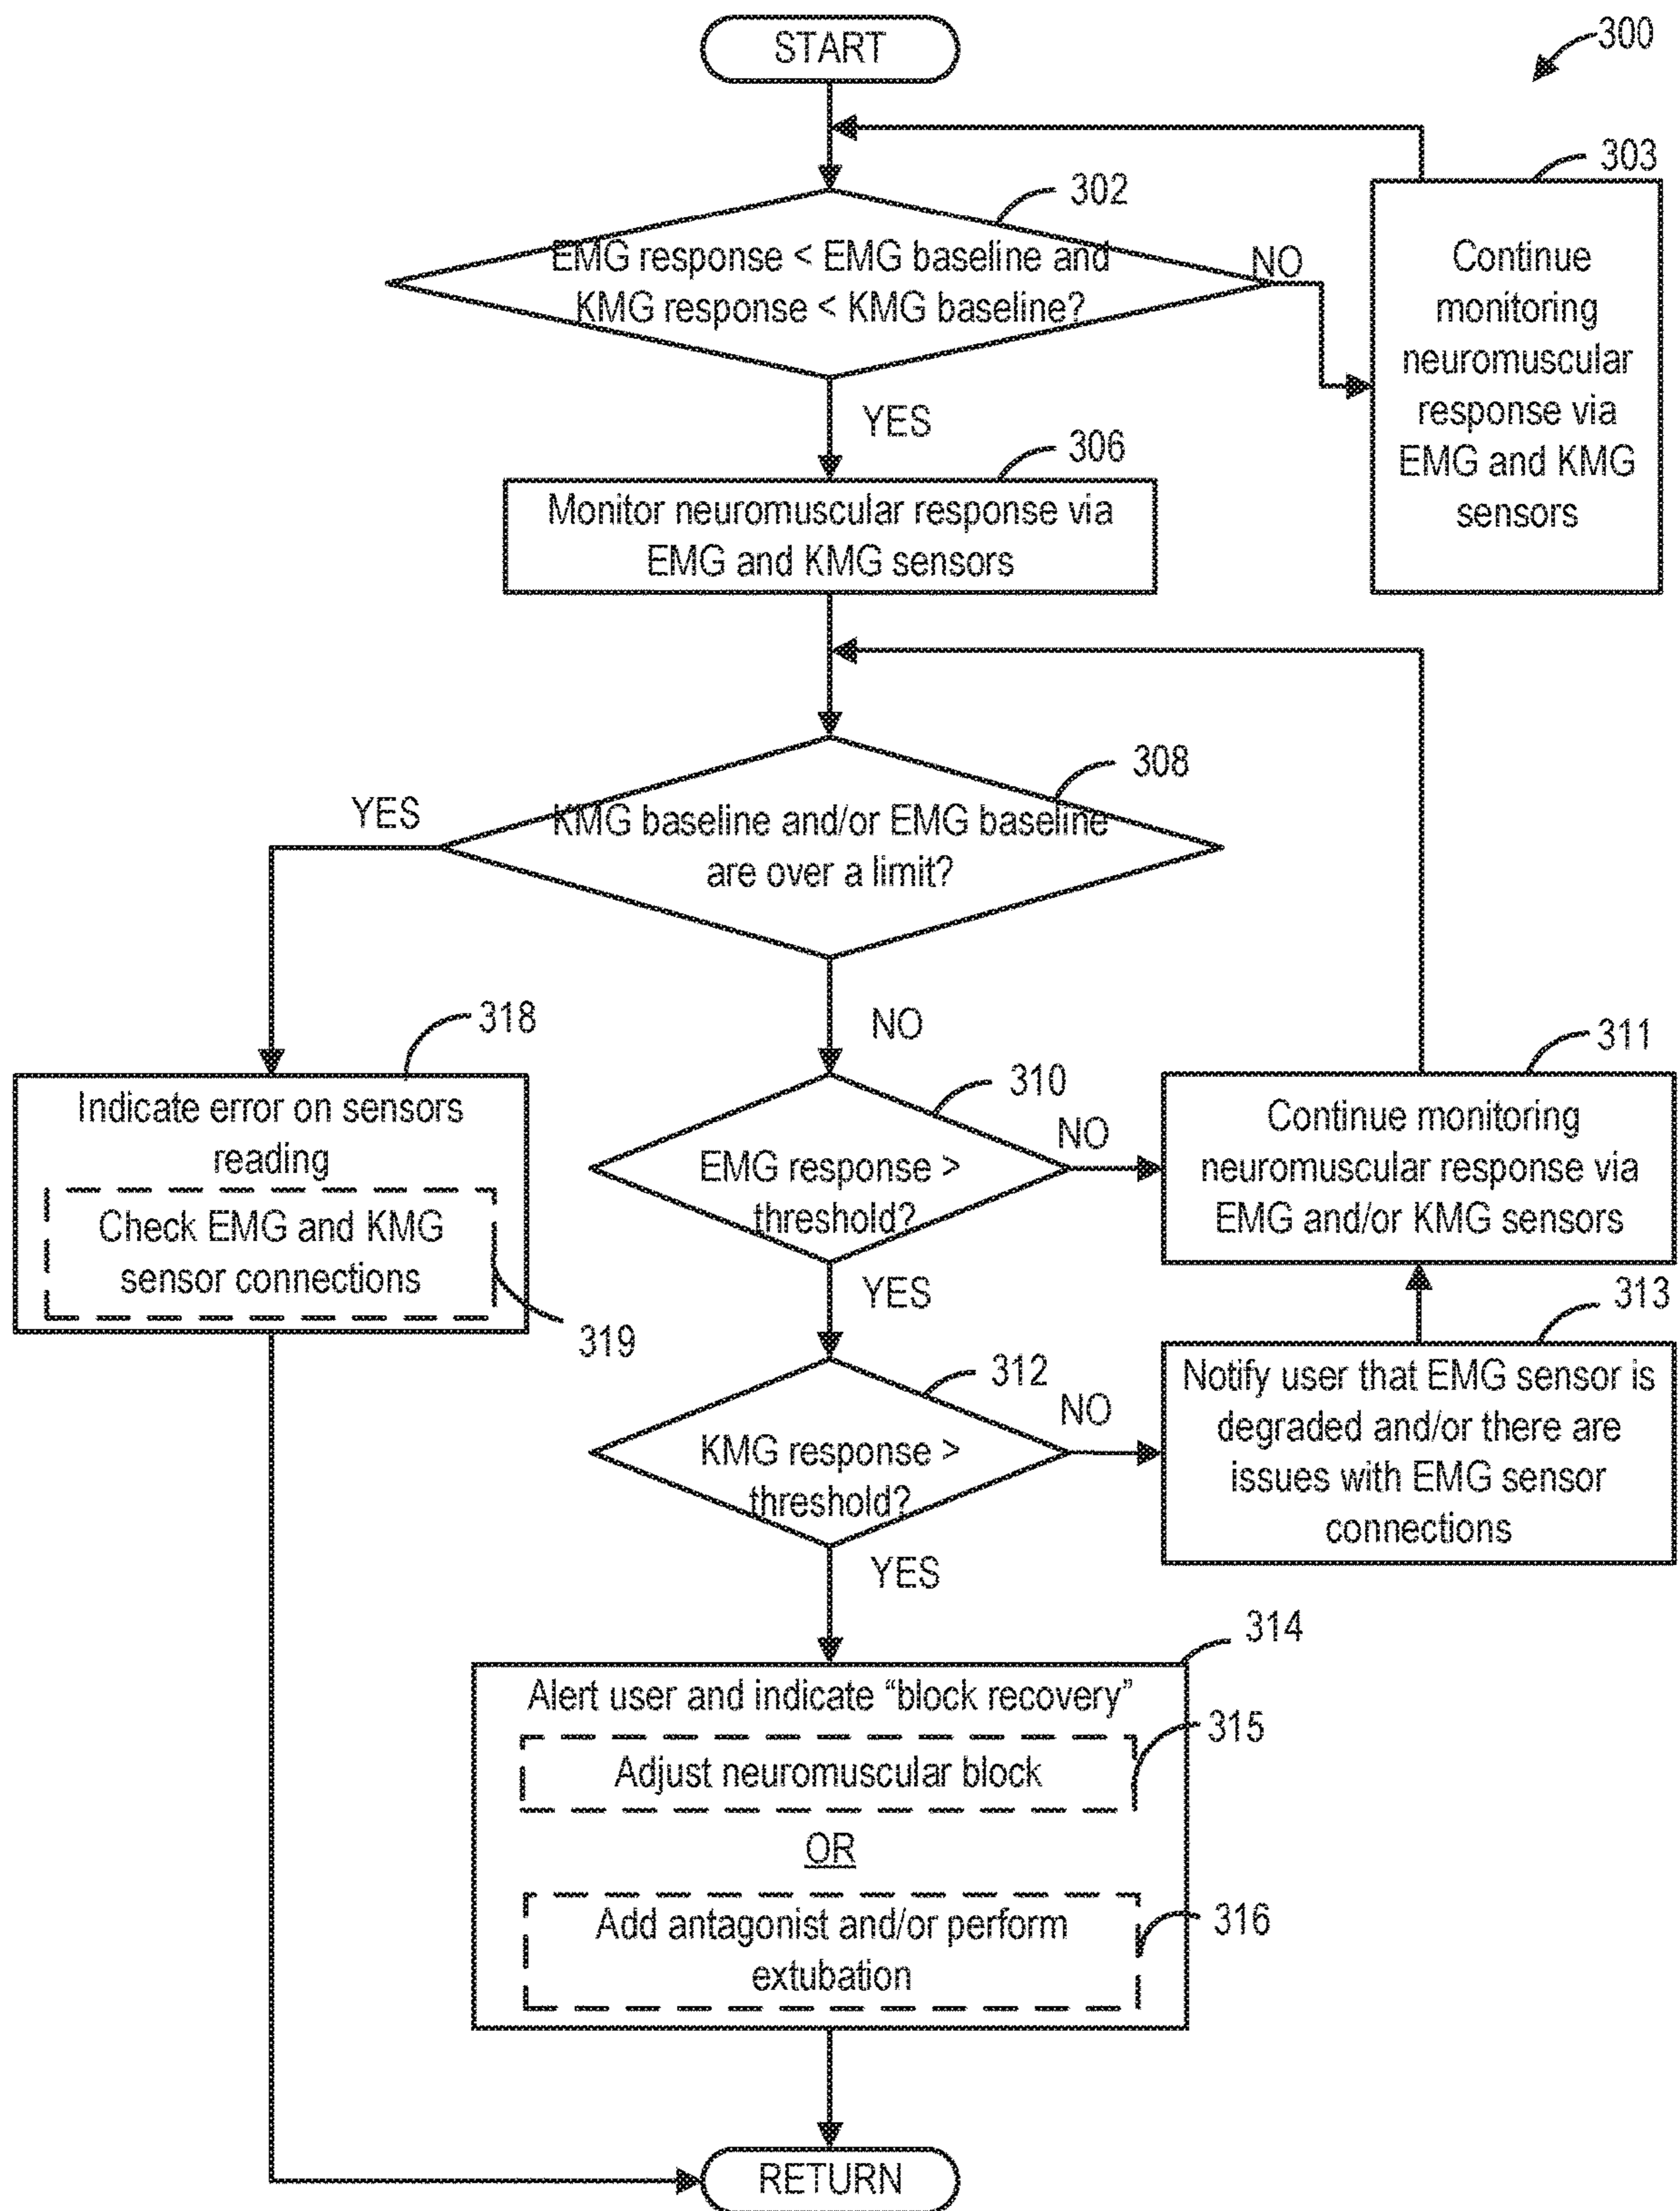 START
300
303
302
EMG response < EMG baseline and
KMG response < KMG baseline?
NO
Continue
monitoring
neuromuscular
response via
EMG and KMG
sensors
YES
306
Monitor neuromuscular response via
EMG and KMG sensors
308
YES
KMG baseline and/or EMG baseline
are over a limit?
NO
318
Indicate error on sensors
reading
Check EMG and KMG
sensor connections
319
310
EMG response >
threshold?
NO
311
Continue monitoring
neuromuscular response via
EMG and/or KMG sensors
YES
312
KMG response >
threshold?
NO
313
Notify user that EMG sensor is
degraded and/or there are
issues with EMG sensor
connections
YES
314
Alert user and indicate “block recovery”
315
Adjust neuromuscular block
OR
316
Add antagonist and/or perform
extubation
RETURN